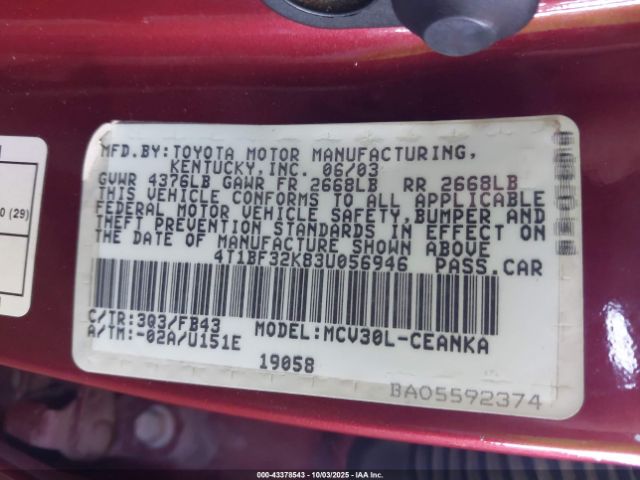 MFD.BY:TOYOTA MOTOR MANUFACTURING,
KENTUCKY,INC. 06/03
GVWR 4376LB GAWR FR 2668LB RR 2668LB
THIS VEHICLE CONFORMS TO ALL APPLICABLE
FEDERAL MOTOR VEHICLE SAFETY, BUMPER AND
THEFT PREVENTION STANDARDS IN EFFECT ON
THE DATE OF MANUFACTURE SHOWN ABOVE
4T1BF32K83U056946 PASS.CAR
C/TR:3Q3/FB43 MODEL:MCV30L-CEANKA
A/TM:-02A/U151E
19058
BA05592374
0 (29)
000-43378543 - 10/03/2025 - IAA Inc.